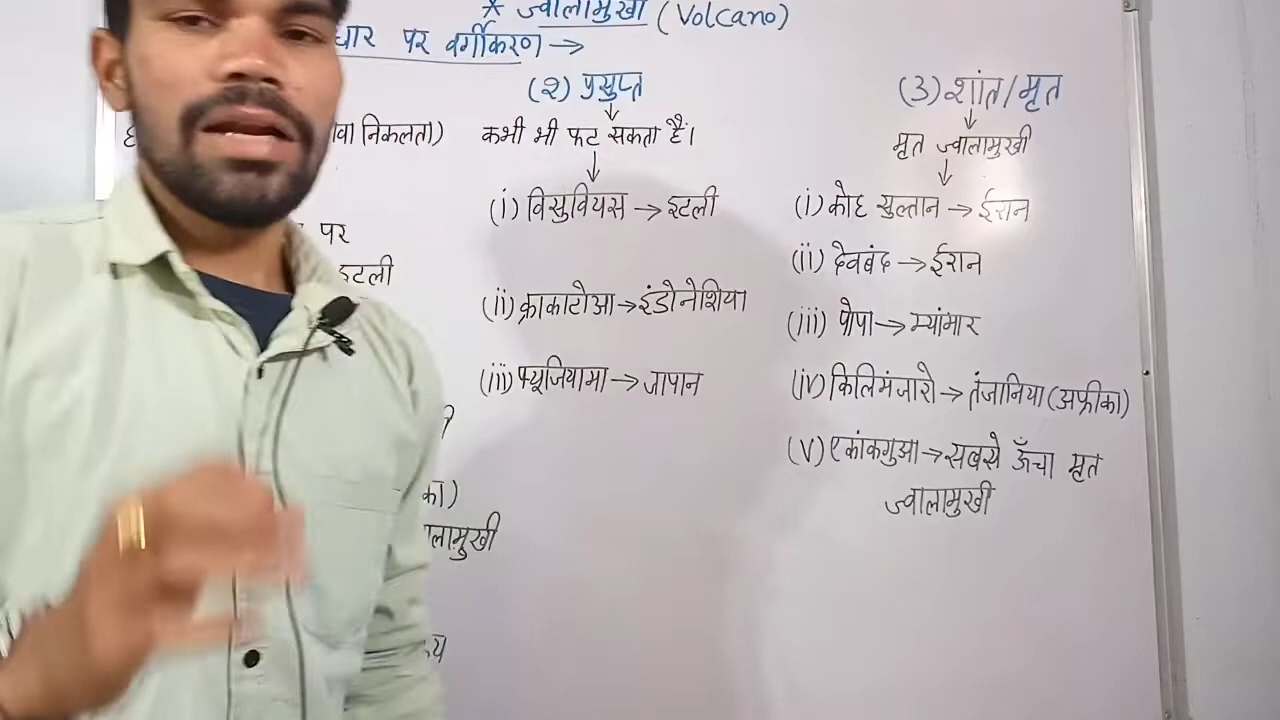 * ज्वालामुखी (Volcano)
पर वर्गीकरण →
(२) प्रसुप्त
↓
कभी भी फट सकता है।
↓
(i) विसुवियस → इटली
(ii) क्राकाटोआ → इंडोनेशिया
(iii) फ्यूजियामा → जापान
(3) शांत/मृत
↓
मृत ज्वालामुखी
↓
(i) कोह सुल्तान → ईरान
(ii) देवबंद → ईरान
(iii) पोपा → म्यांमार
(iv) किलिमंजारो → तंजानिया (अफ्रीका)
(v) एकांकगुआ → सबसे ऊँचा मृत
ज्वालामुखी
निकलता)
पर
इटली